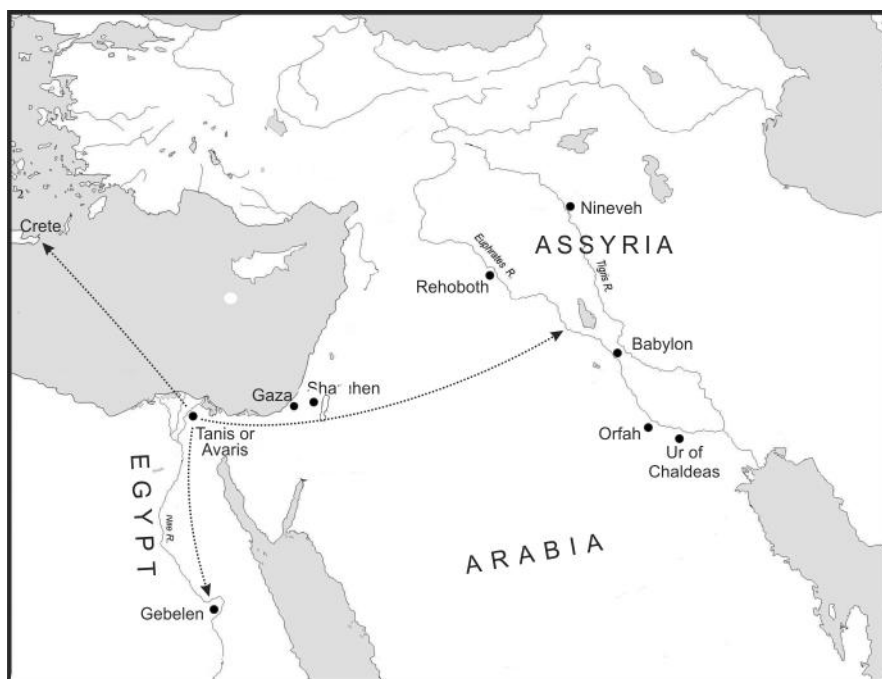 2
Crete
Nineveh
ASSYRIA
Euphrates R.
Tigris R.
Rehoboth
Babylon
Gaza
Tanis or
Avaris
Orfah
Ur of
Chaldeas
EGYPT
Nile R.
ARABIA
Gebelen